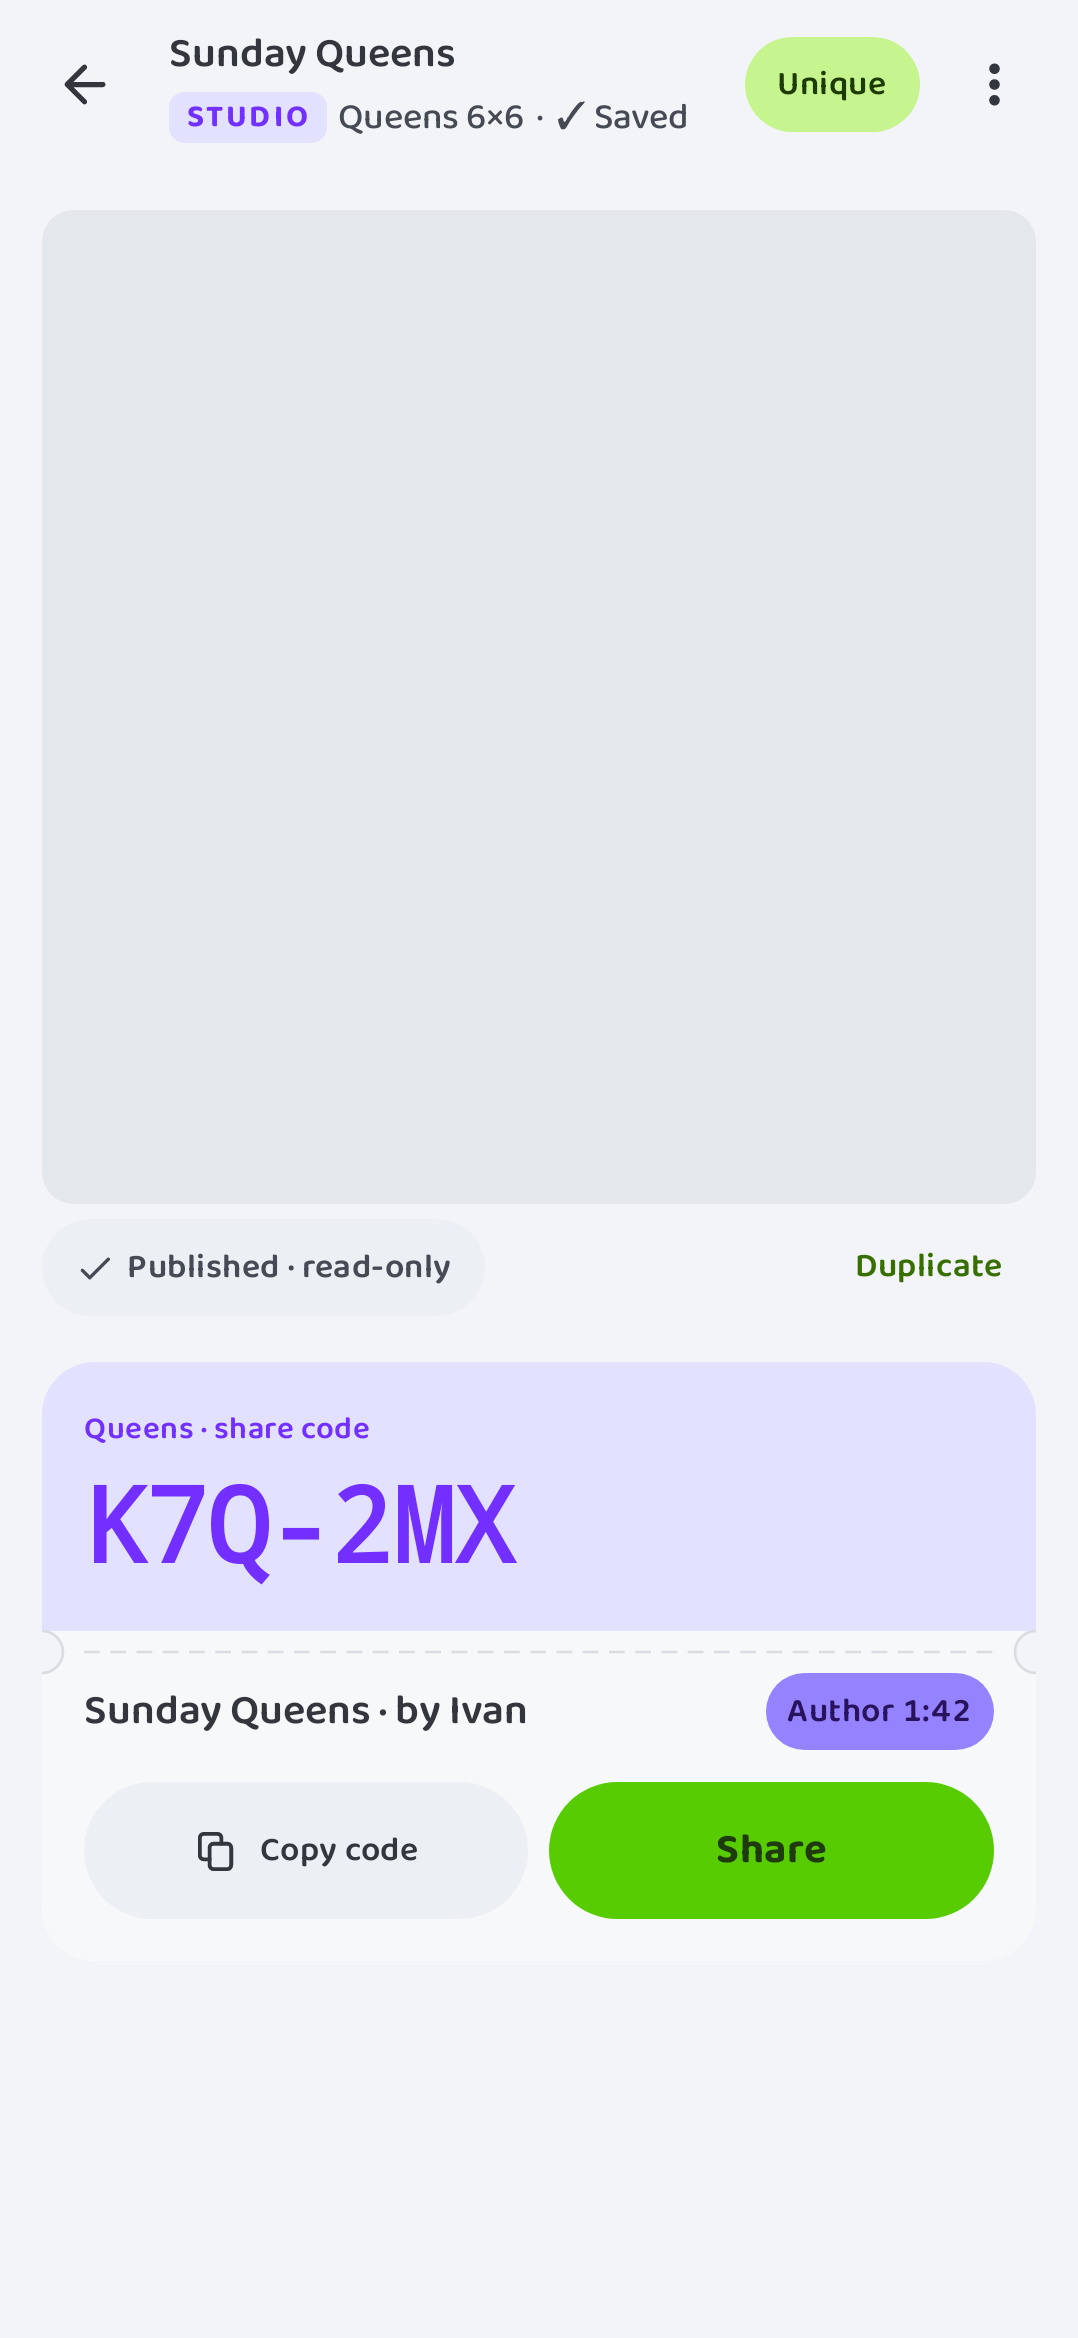 Sunday Queens
STUDIO Queens 6×6 · ✓ Saved
Unique
Published · read-only
Duplicate
Queens · share code
K7Q-2MX
Sunday Queens · by Ivan
Author 1:42
Copy code
Share